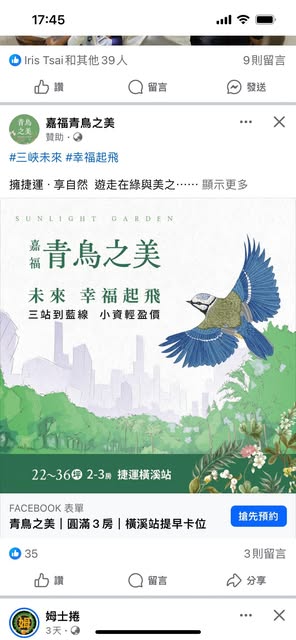 17:45
Iris Tsai和其他39人
9則留言
讚
留言
發送
青鳥之美
嘉福青鳥之美
贊助・
#三峽未來 #幸福起飛
擁捷運 · 享自然 遊走在綠與美之⋯⋯ 顯示更多
SUNLIGHT GARDEN
嘉福 青鳥之美
未來 幸福起飛
三站到藍線 小資輕盈價
22~36坪 2-3房 捷運橫溪站
FACEBOOK 表單
青鳥之美｜圓滿3房｜橫溪站提早卡位
搶先預約
35
3則留言
讚
留言
分享
姆
姆士捲
3天・